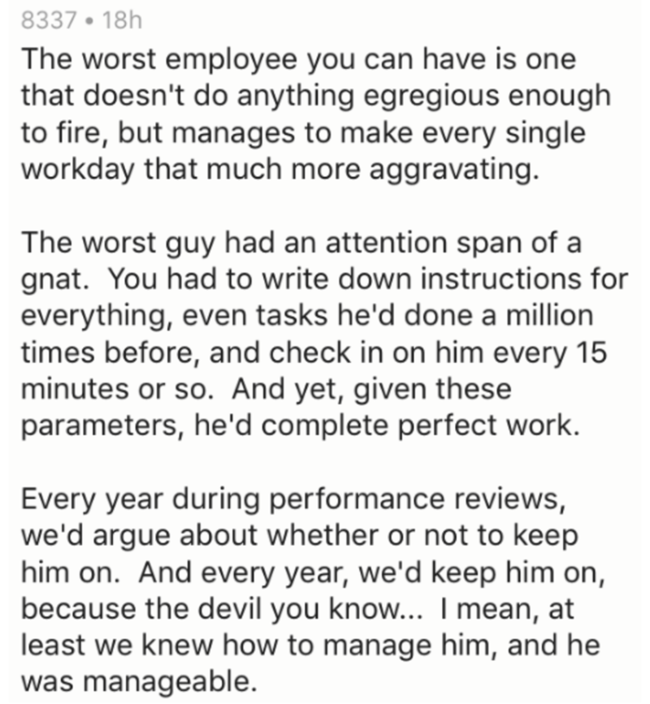 8337 • 18h
The worst employee you can have is one
that doesn't do anything egregious enough
to fire, but manages to make every single
workday that much more aggravating.
The worst guy had an attention span of a
gnat.  You had to write down instructions for
everything, even tasks he'd done a million
times before, and check in on him every 15
minutes or so.  And yet, given these
parameters, he'd complete perfect work.
Every year during performance reviews,
we'd argue about whether or not to keep
him on.  And every year, we'd keep him on,
because the devil you know...  I mean, at
least we knew how to manage him, and he
was manageable.